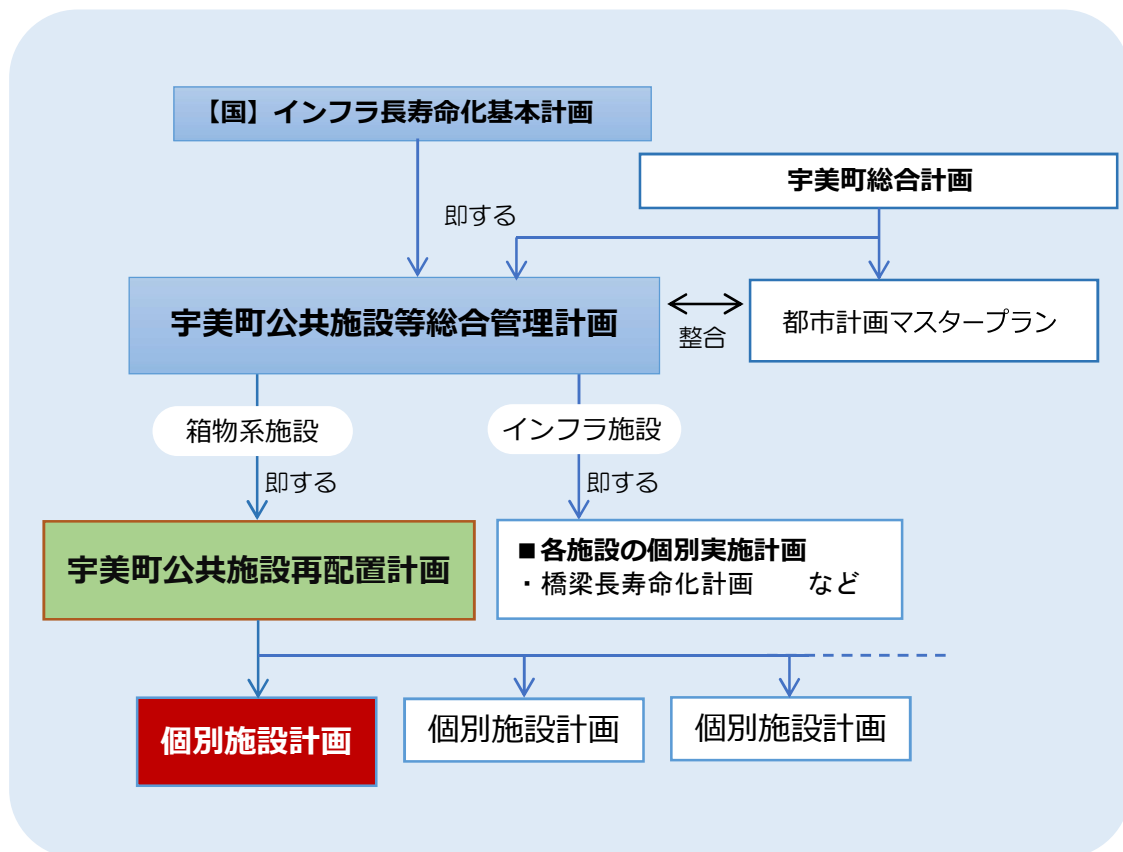 【国】インフラ長寿命化基本計画
宇美町総合計画
即する
宇美町公共施設等総合管理計画
整合
都市計画マスタープラン
箱物系施設
インフラ施設
即する
即する
宇美町公共施設再配置計画
■各施設の個別実施計画
・橋梁長寿命化計画　　など
個別施設計画
個別施設計画
個別施設計画